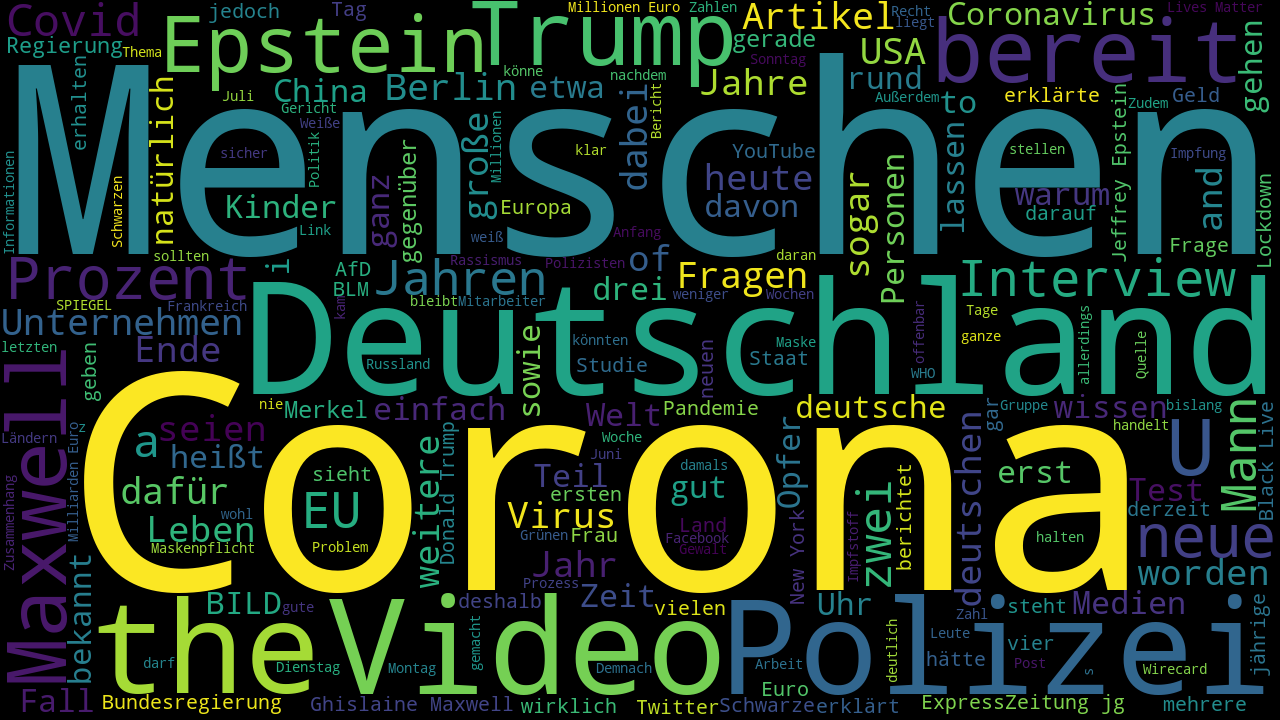 Covid
jedoch
Tag
Epstein
Trump
Millionen Euro
Zahlen
Artikel
Recht
liegt
Coronavirus
Lives Matter
Regierung
Thema
gerade
USA
bereit
gehen
Menschen
erhalten
natürlich
Juli
China
Gericht
Weiße
Berlin
könne
etwa
nachdem
Sonntag
Jahre
rund
Außerdem
to
erklärte
Zudem
Geld
Informationen
Schwarzen
sicher
Politik
Kinder
Link
ganz
gegenüber
große
Millionen
klar
Europa
dabei
Bericht
YouTube
heute
davon
sogar
Personen
lassen
stellen
warum
darauf
Jeffrey Epstein
Impfung
and
Frage
Lockdown
sollten
weiß
Anfang
Rassismus
Polizisten
of
daran
Prozent
i
AfD
BLM
Jahren
drei
Fragen
weniger
Wochen
Interview
SPIEGEL
Frankreich
kam
bleibt
Mitarbeiter
Deutschland
Unternehmen
Ende
letzten
geben
Russland
sowie
könnten
Studie
neuen
Maske
Staat
offenbar
WHO
Tage
ganze
allerdings
Quelle
Maxwell
nie
Merkel
einfach
Welt
Pandemie
deutsche
deutschen
gar
Gruppe
wissen
bislang
handelt
Mann
Black Live
Corona
Ländern
z
Milliarden Euro
Zusammenhang
a
seien
heißt
dafür
sieht
EU
Leben
wohl
Maskenpflicht
Problem
weitere
Donald Trump
Woche
Juni
Teil
ersten
Virus
Grünen
Frau
damals
gut
Land
Facebook
Gewalt
Opfer
New York
Impfstoff
zwei
berichtet
U
erst
Test
derzeit
halten
neue
worden
bekannt
Jahr
Prozess
Zeit
the
Video
Polizei
BILD
gute
deshalb
vielen
Uhr
Zahl
steht
Medien
jährige
darf
Dienstag
Montag
gemacht
Demnach
Arbeit
deutlich
Leute
hätte
vier
Post
s
Wirecard
Euro
Fall
Bundesregierung
Ghislaine Maxwell
wirklich
Twitter
Schwarze
erklärt
ExpressZeitung
jg
mehrere